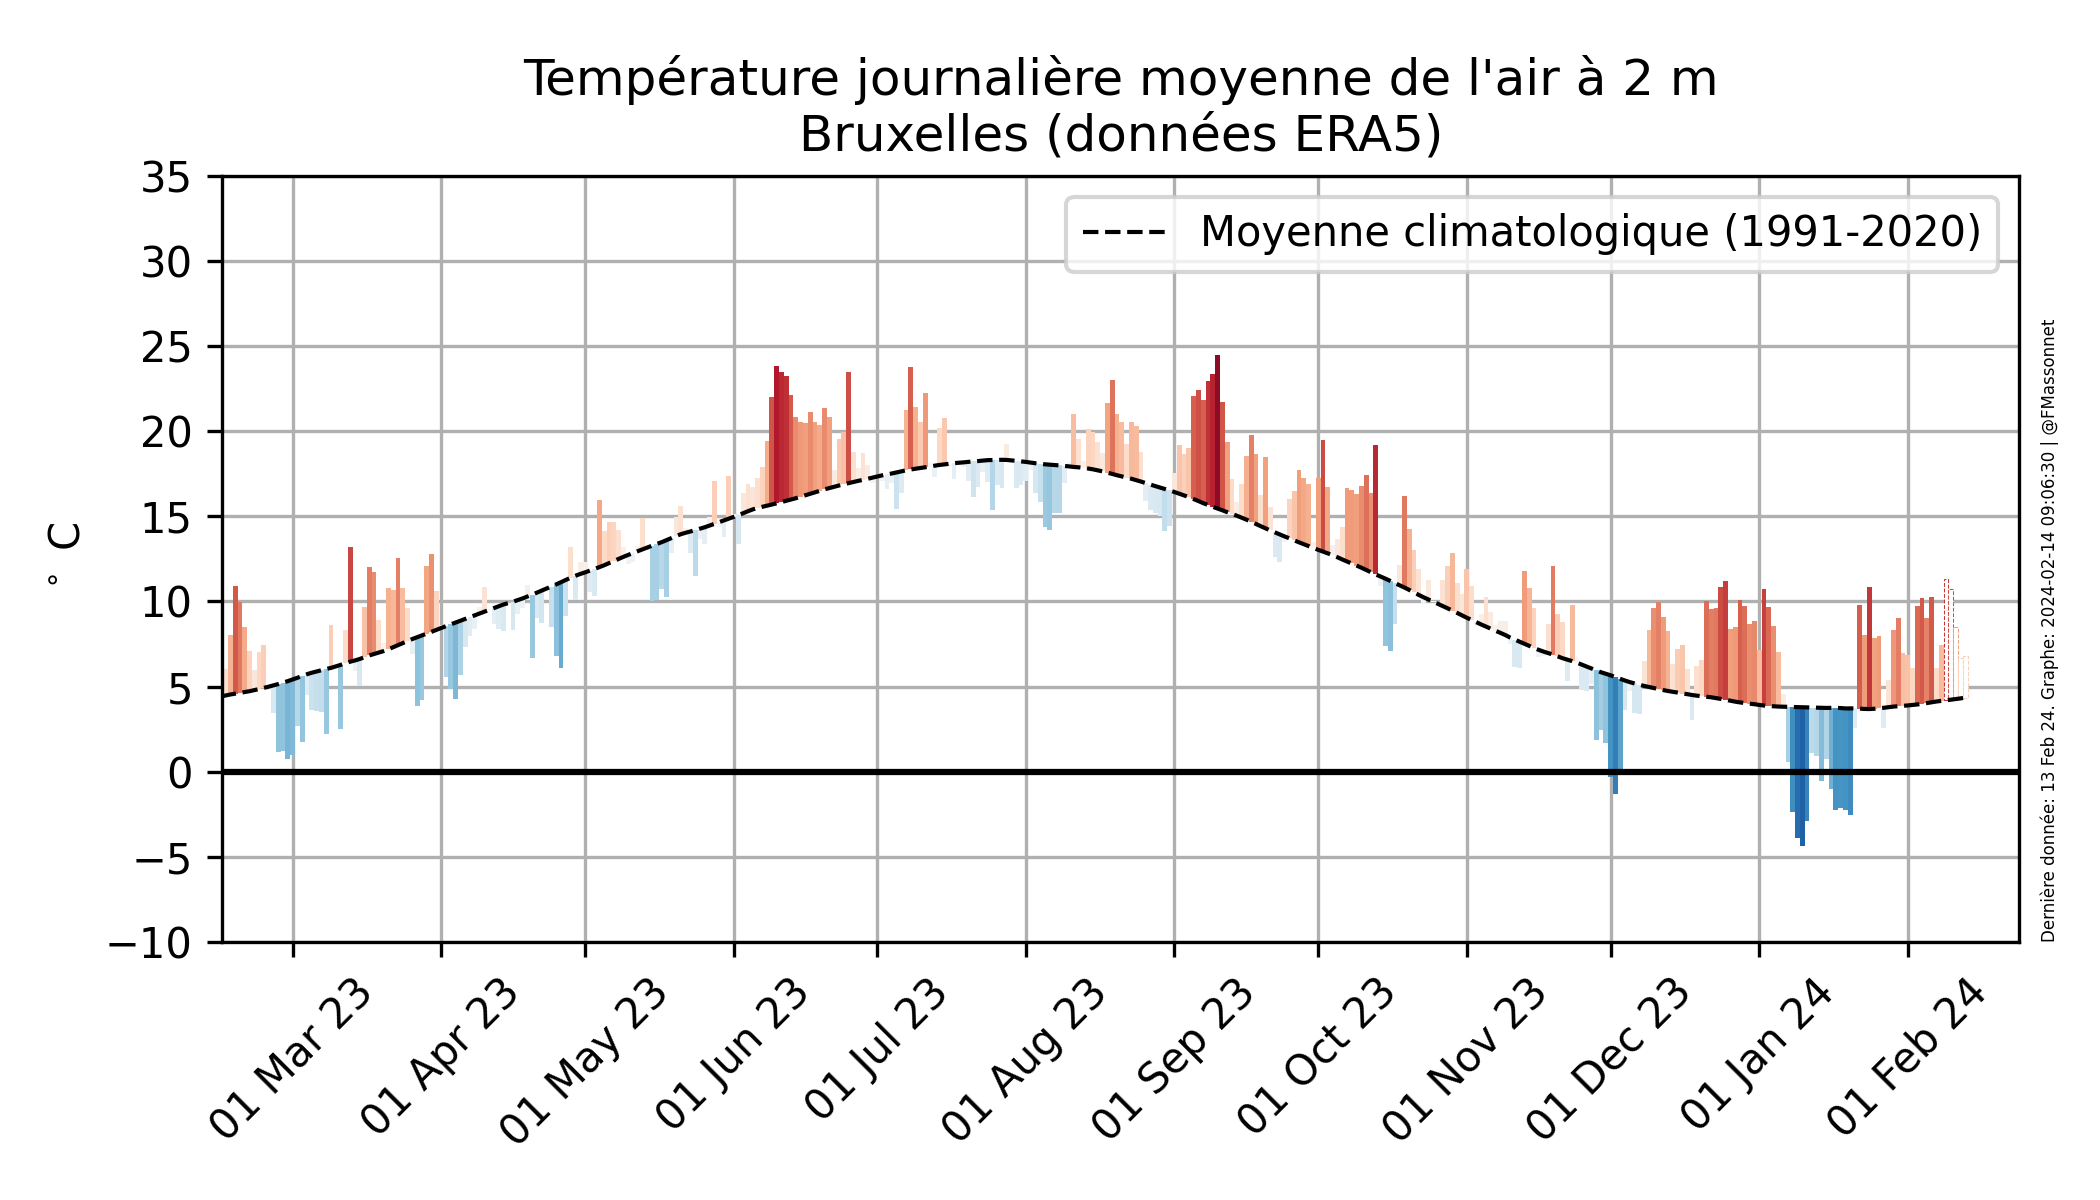 Température journalière moyenne de l'air à 2 m
Bruxelles (données ERA5)
Moyenne climatologique (1991-2020)
35
30
25
20
15
10
5
0
−5
−10
° C
01 Mar 23
01 Apr 23
01 May 23
01 Jun 23
01 Jul 23
01 Aug 23
01 Sep 23
01 Oct 23
01 Nov 23
01 Dec 23
01 Jan 24
01 Feb 24
Dernière donnée: 13 Feb 24. Graphe: 2024-02-14 09:06:30 | @FMassonnet